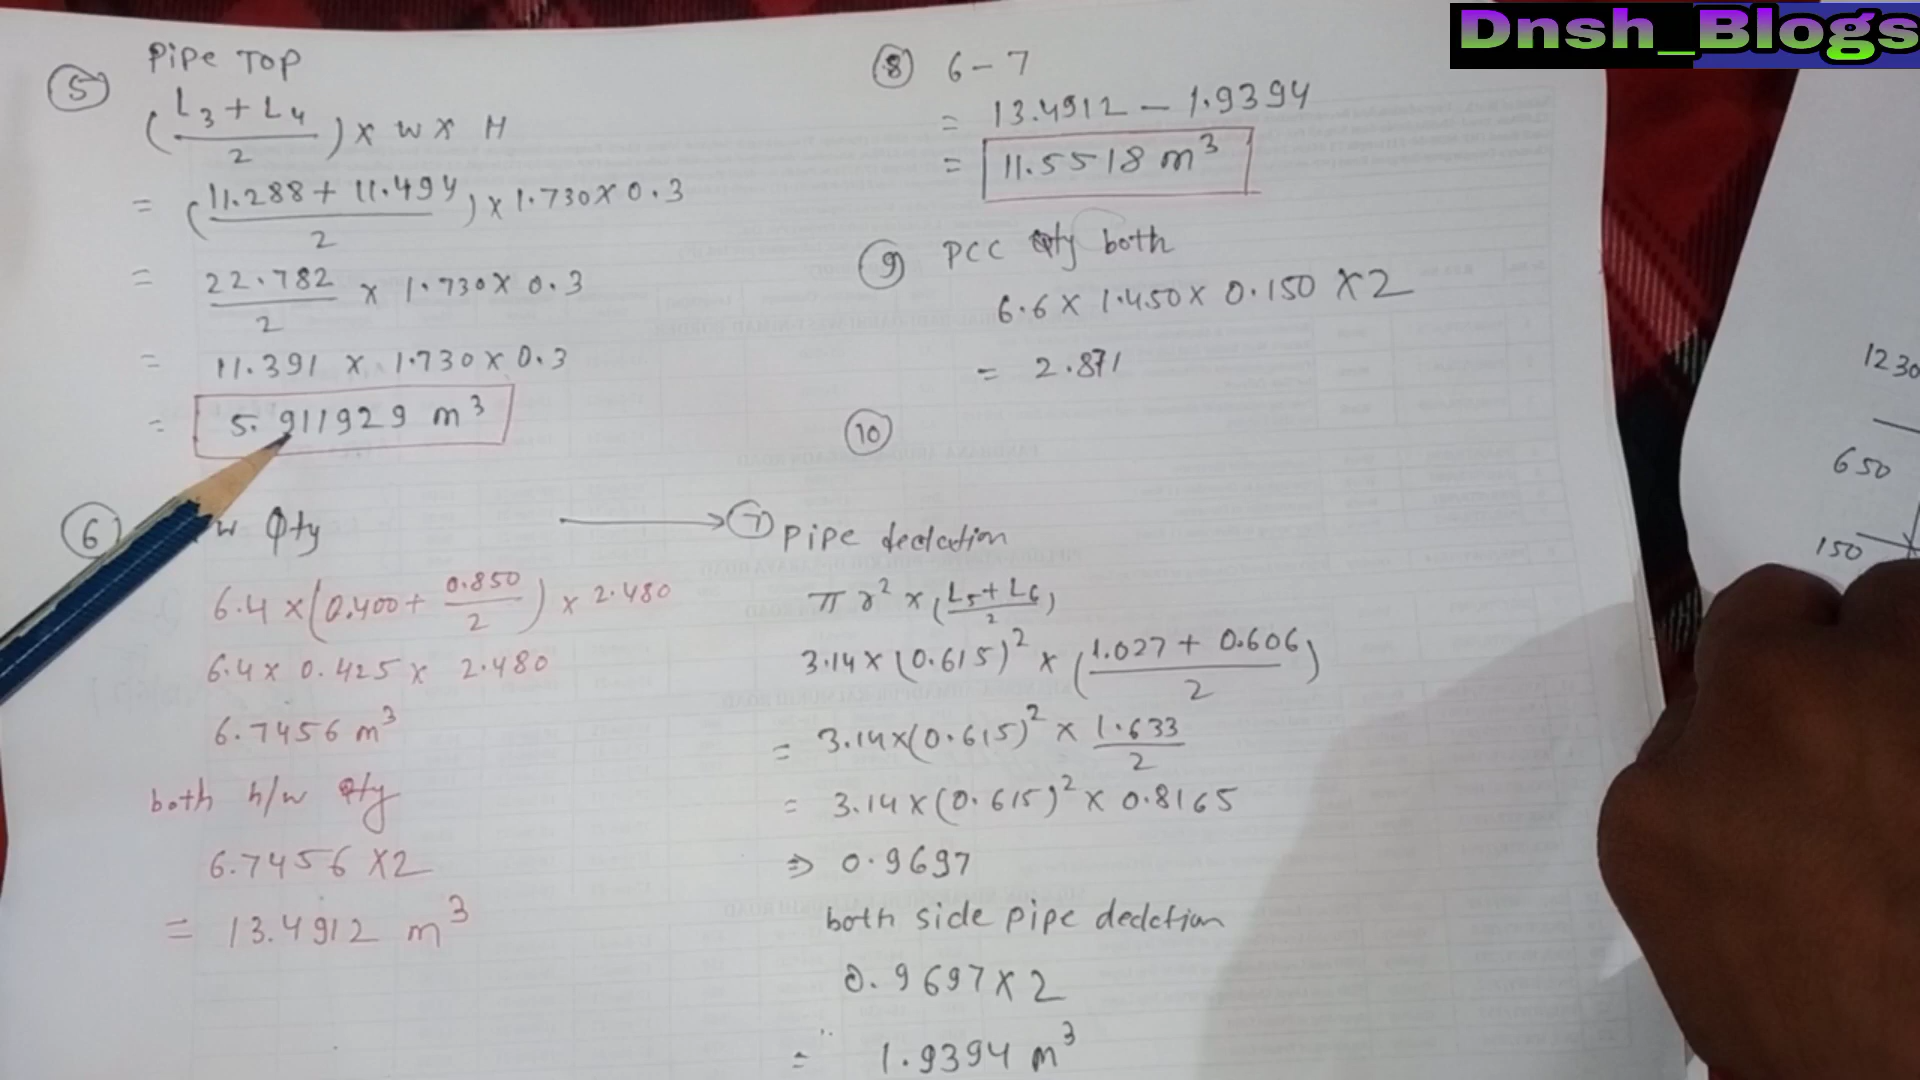 Dnsh_Blogs
5 Pipe Top
(L3 + L4 / 2) x w x H
= (11.288 + 11.494 / 2) x 1.730 x 0.3
= 22.782 / 2 x 1.730 x 0.3
= 11.391 x 1.730 x 0.3
= 5.911929 m³
6 w Qty
6.4 x (0.400 + 0.850 / 2) x 2.480
6.4 x 0.425 x 2.480
6.7456 m³
both h/w Qty
6.7456 x2
= 13.4912 m³
7 Pipe dedcation
π r² x (L5 + L6 / 2)
3.14 x (0.615)² x (1.027 + 0.606 / 2)
= 3.14x(0.615)² x 1.633 / 2
= 3.14 x (0.615)² x 0.8165
⇒ 0.9697
both side pipe dedction
0.9697 x 2
= 1.9394 m³
8 6 - 7
= 13.4912 - 1.9394
= 11.5518 m³
9 PCC Qty both
6.6 x 1.450 x 0.150 x2
= 2.871
10
1230
650
150